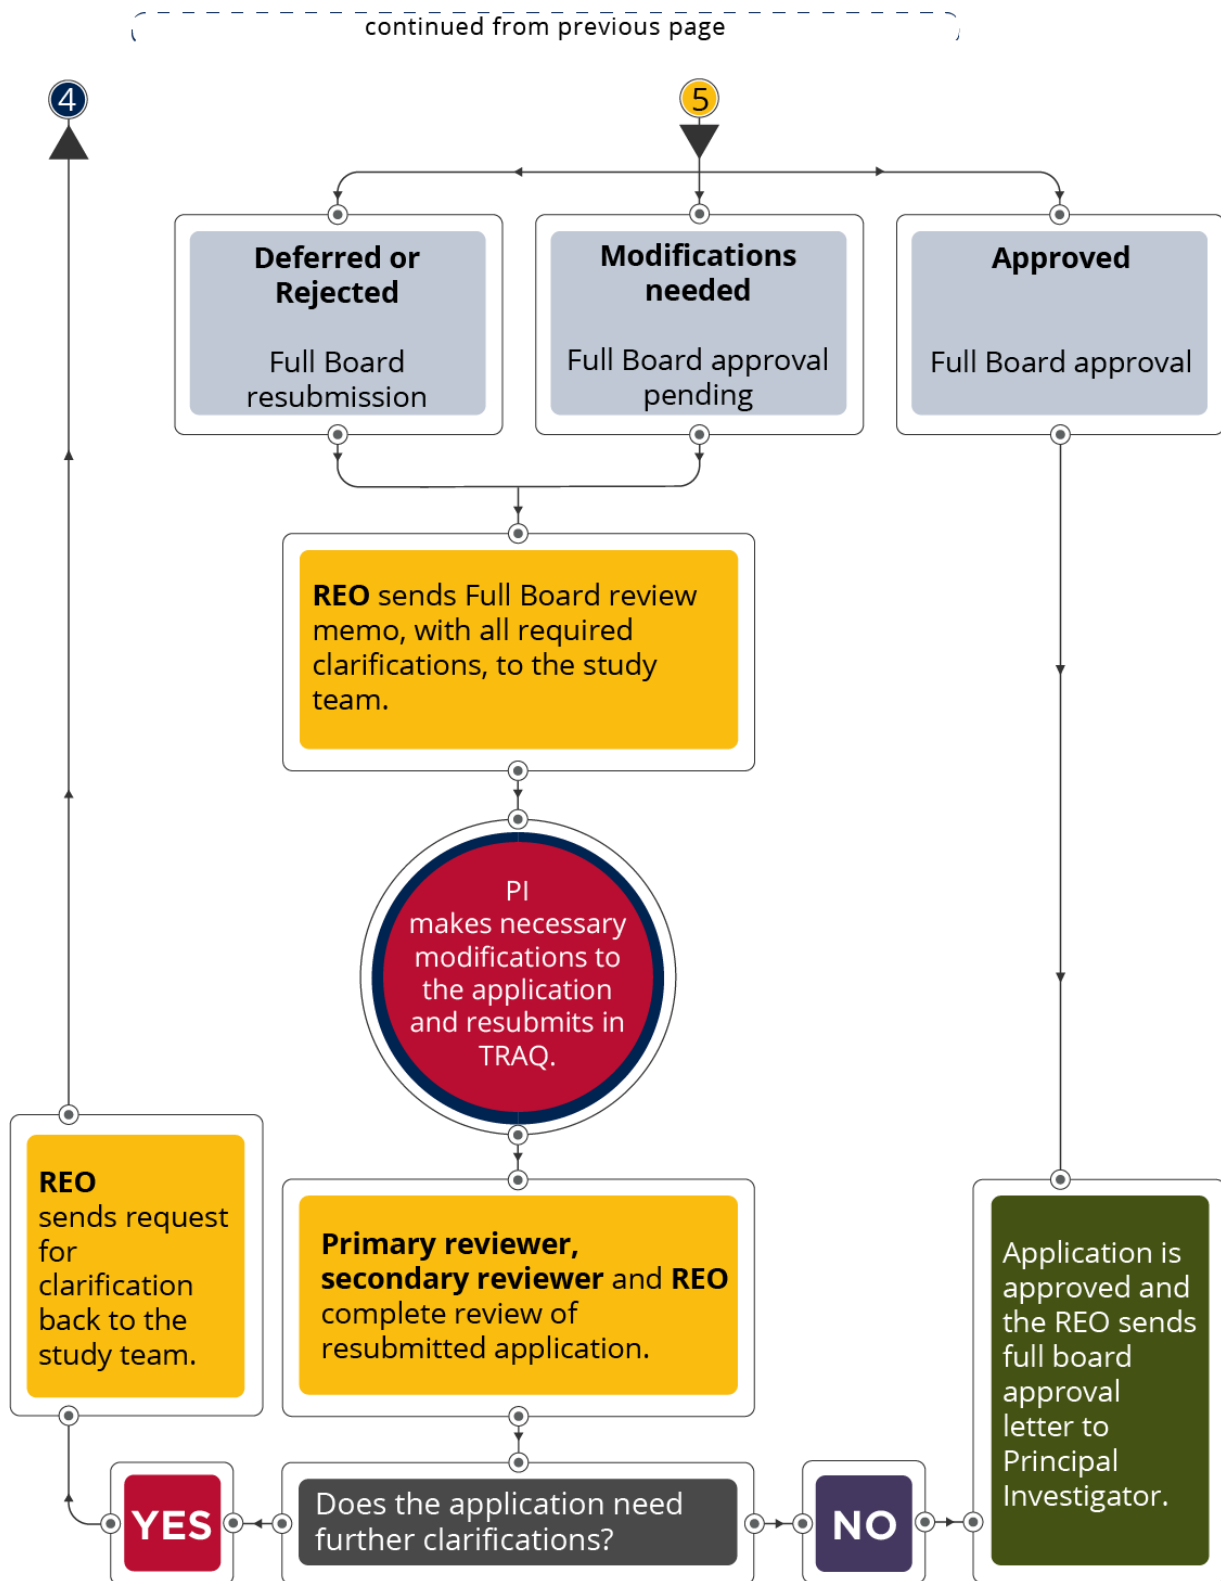 continued from previous page
4
5
Deferred or
Rejected
Full Board
resubmission
Modifications
needed
Full Board approval
pending
Approved
Full Board approval
REO sends Full Board review
memo, with all required
clarifications, to the study
team.
PI
makes necessary
modifications to
the application
and resubmits in
TRAQ.
REO
sends request
for
clarification
back to the
study team.
Primary reviewer,
secondary reviewer and REO
complete review of
resubmitted application.
Application is
approved and
the REO sends
full board
approval
letter to
Principal
Investigator.
YES
Does the application need
further clarifications?
NO